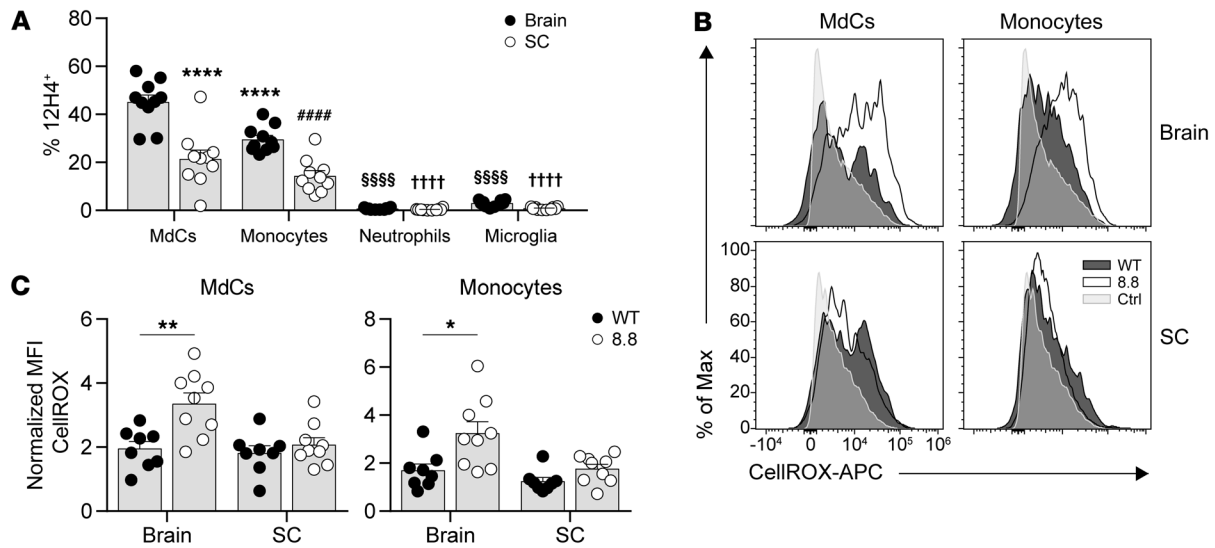 A
% 12H4+
80
60
40
20
0
Brain
SC
****
****
####
§§§§
††††
§§§§
††††
MdCs
Monocytes
Neutrophils
Microglia
B
MdCs
Monocytes
Brain
SC
WT
8.8
Ctrl
% of Max
100
80
60
40
20
0
-10⁴
0
10⁴
10⁵
10⁶
CellROX-APC
C
MdCs
Normalized MFI
CellROX
6
4
2
0
**
Brain
SC
Monocytes
8
6
4
2
0
*
Brain
SC
WT
8.8